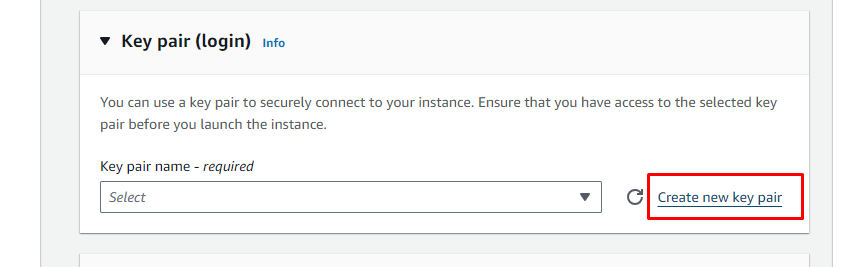 Key pair (login) Info
You can use a key pair to securely connect to your instance. Ensure that you have access to the selected key
pair before you launch the instance.
Key pair name - required
Select
Create new key pair